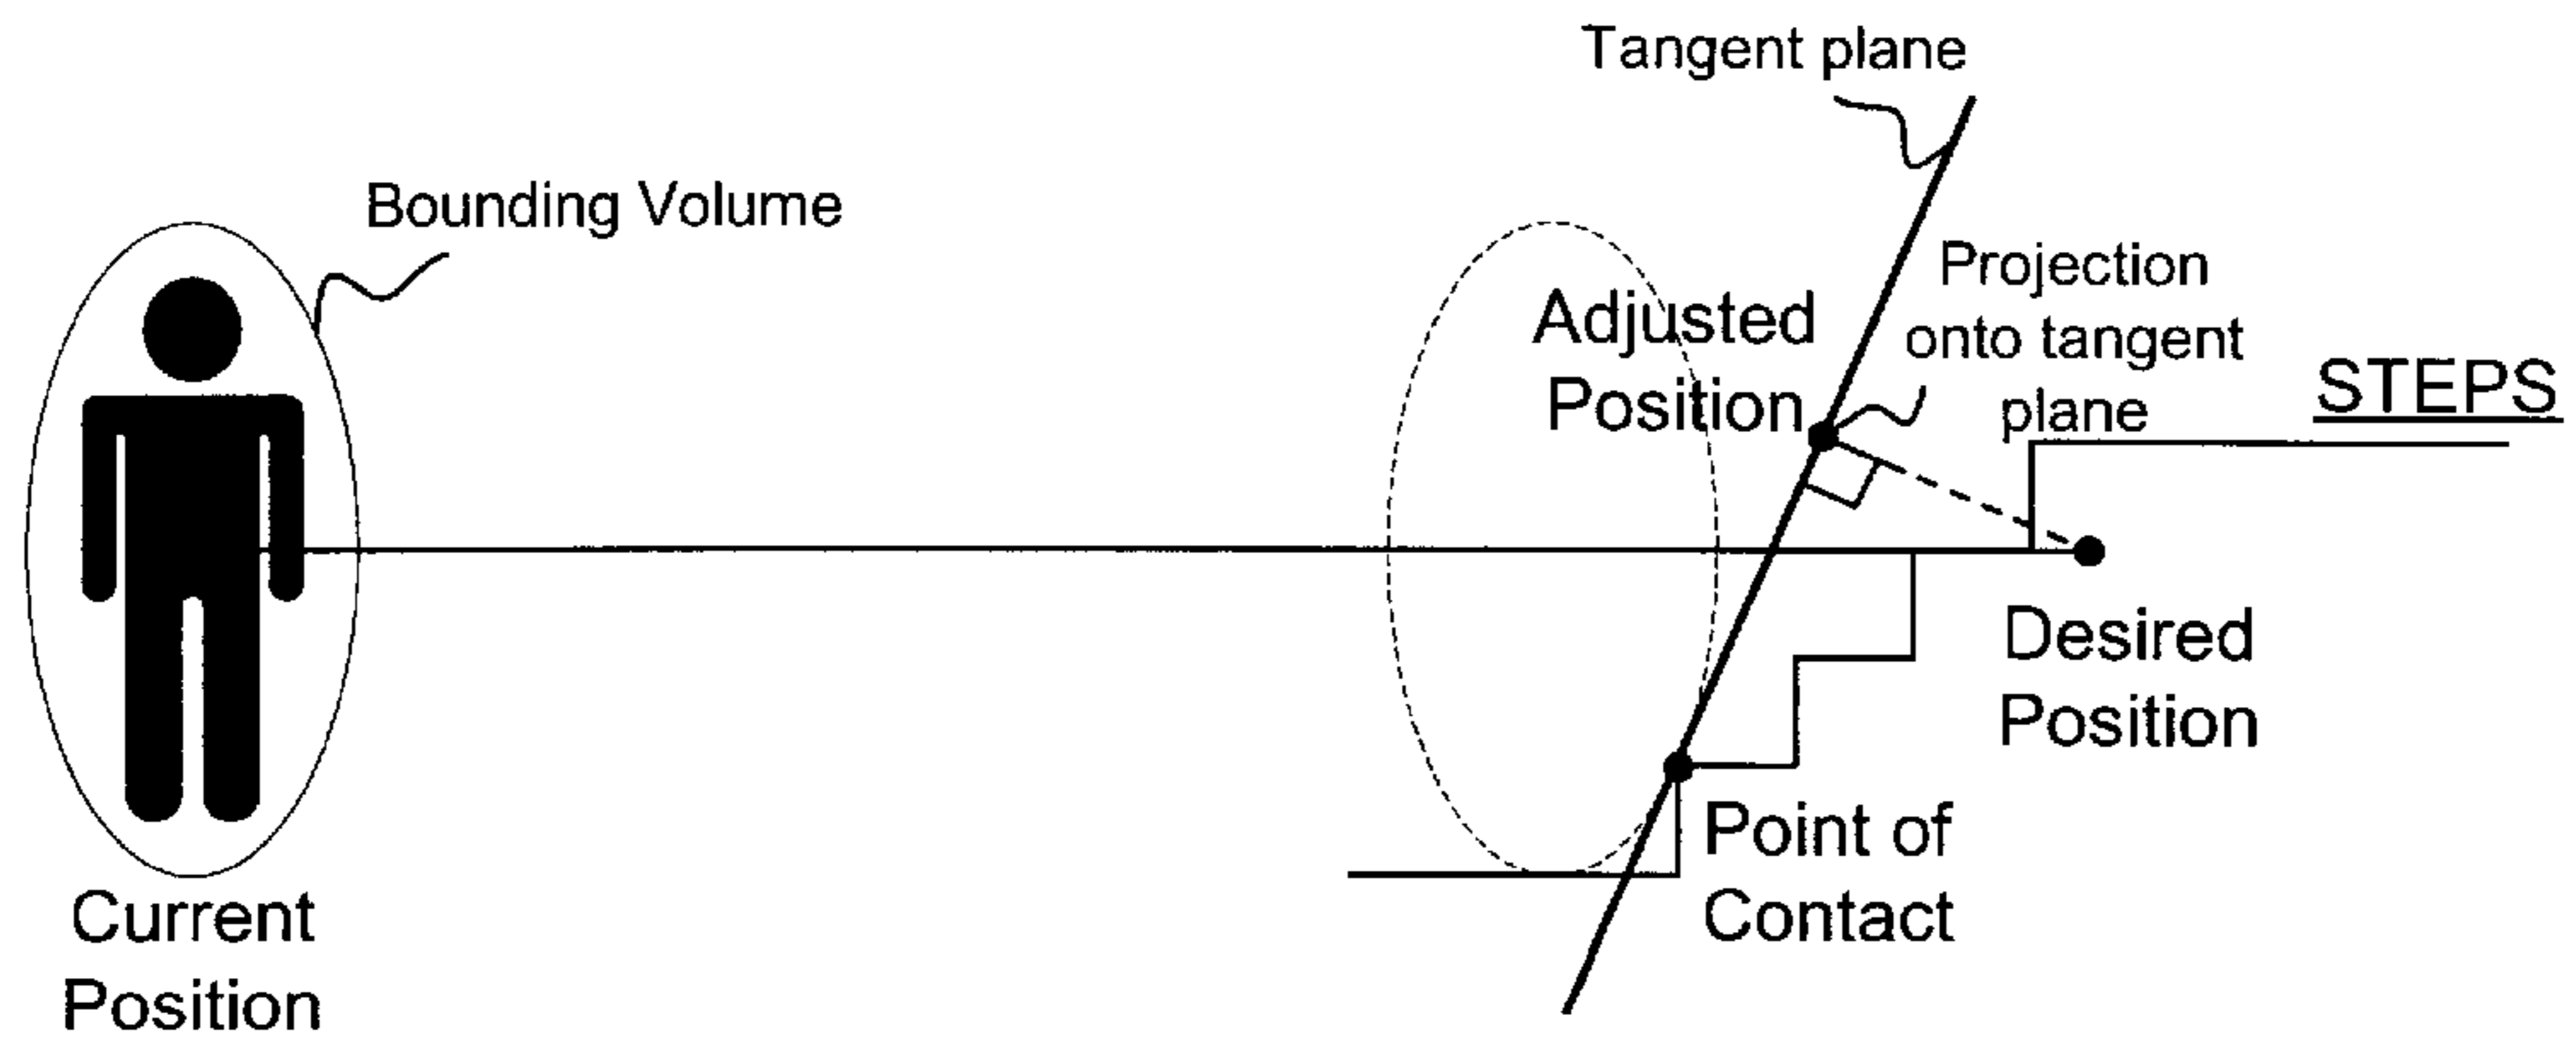 Tangent plane
Bounding Volume
Projection
onto tangent
plane
Adjusted
Position
STEPS
Desired
Position
Point of
Contact
Current
Position